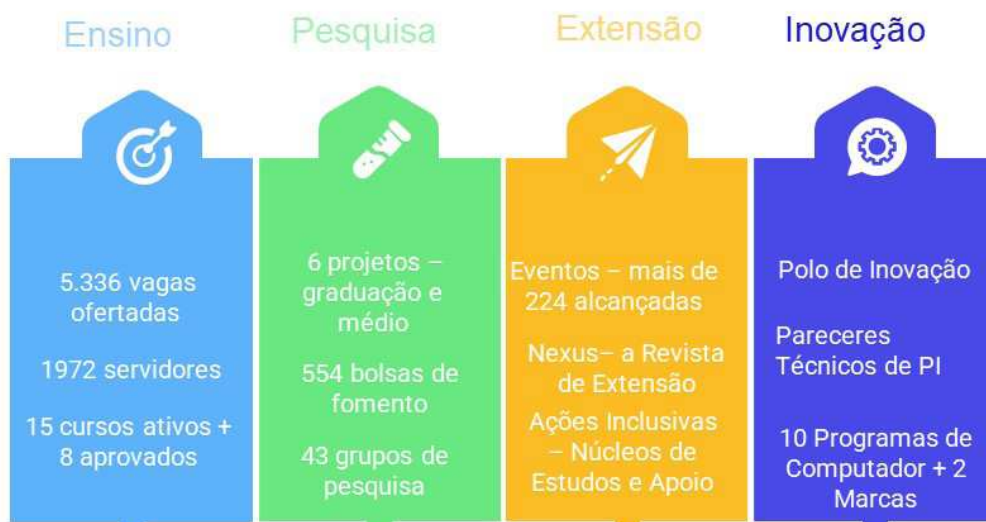 Ensino
5.336 vagas
ofertadas
1972 servidores
15 cursos ativos +
8 aprovados
Pesquisa
6 projetos –
graduação e
médio
554 bolsas de
fomento
43 grupos de
pesquisa
Extensão
Eventos – mais de
224 alcançadas
Nexus– a Revista
de Extensão
Ações Inclusivas
– Núcleos de
Estudos e Apoio
Inovação
Polo de Inovação
Pareceres
Técnicos de PI
10 Programas de
Computador + 2
Marcas